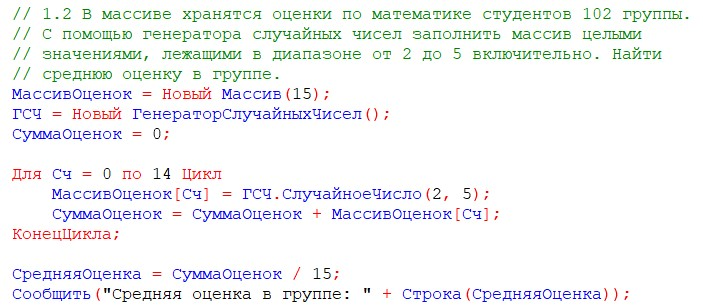 // 1.2 В массиве хранятся оценки по математике студентов 102 группы.
// С помощью генератора случайных чисел заполнить массив целыми
// значениями, лежащими в диапазоне от 2 до 5 включительно. Найти
// среднюю оценку в группе.
МассивОценок = Новый Массив(15);
ГСЧ = Новый ГенераторСлучайныхЧисел();
СуммаОценок = 0;

Для Сч = 0 по 14 Цикл
    МассивОценок[Сч] = ГСЧ.СлучайноеЧисло(2, 5);
    СуммаОценок = СуммаОценок + МассивОценок[Сч];
КонецЦикла;

СредняяОценка = СуммаОценок / 15;
Сообщить("Средняя оценка в группе: " + Строка(СредняяОценка));